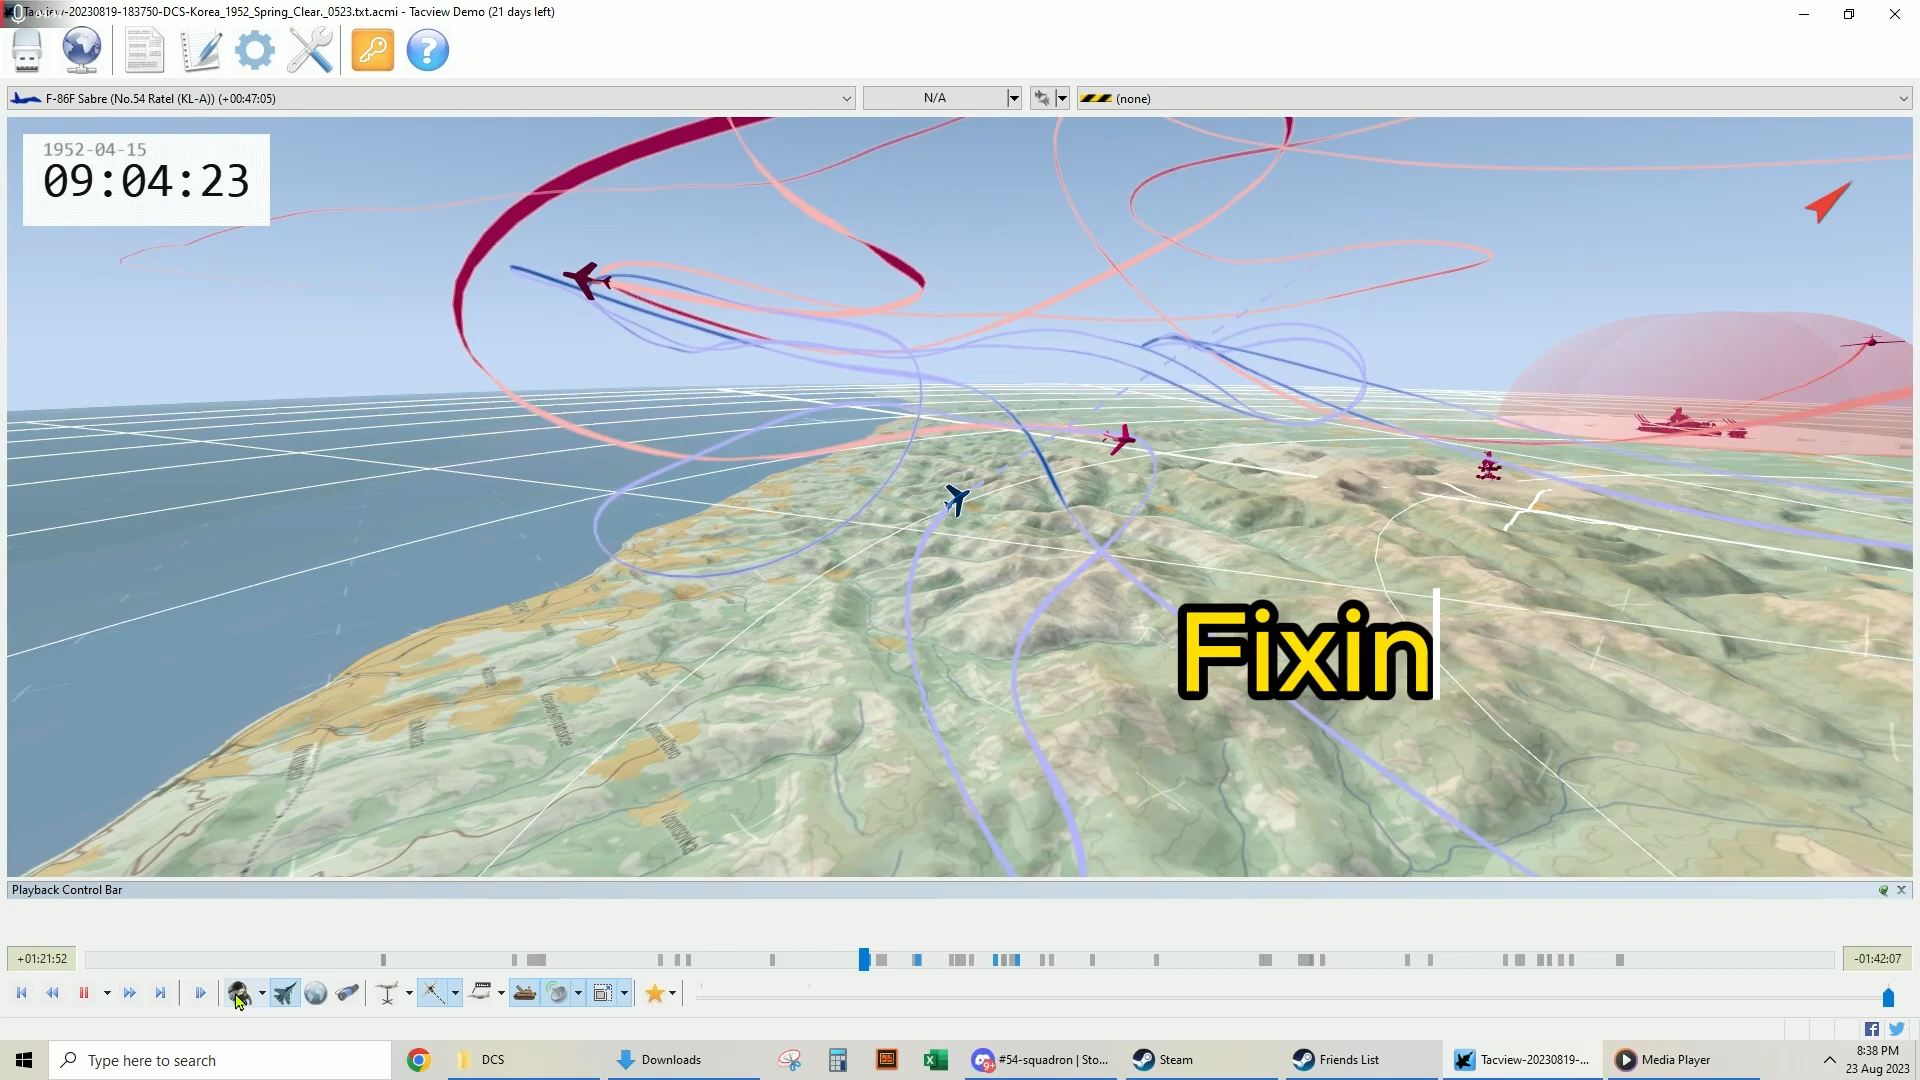 Tacview-20230819-183750-DCS-Korea_1952_Spring_Clear._0523.txt.acmi - Tacview Demo (21 days left)
F-86F Sabre (No.54 Ratel (KL-A)) (+00:47:05)
N/A
(none)
1952-04-15
09:04:23
Fixin
Playback Control Bar
+01:21:52
-01:42:07
Type here to search
DCS
Downloads
9+
#54-squadron | Sto...
Steam
Friends List
Tacview-20230819-...
Media Player
8:38 PM
23 Aug 2023